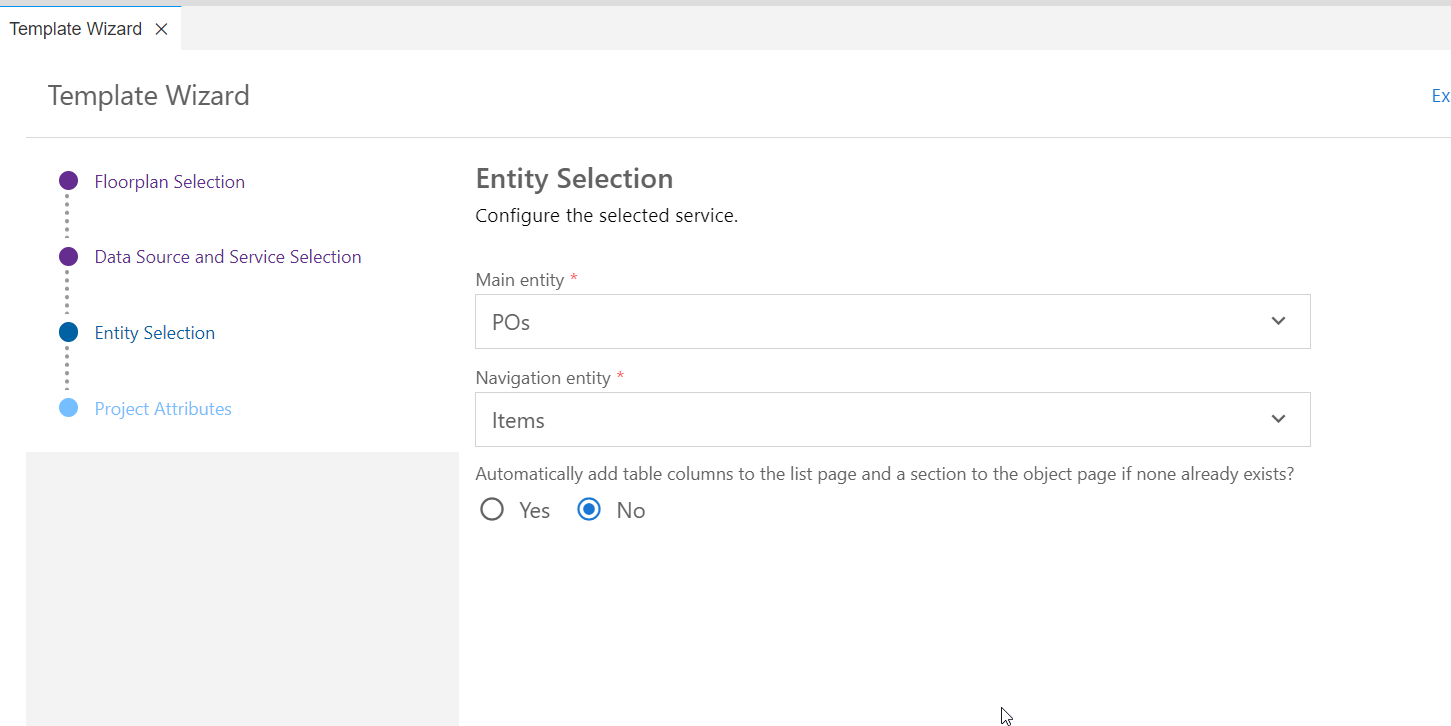 Template Wizard
Template Wizard
Ex
Floorplan Selection
Data Source and Service Selection
Entity Selection
Project Attributes
Entity Selection
Configure the selected service.
Main entity *
POs
Navigation entity *
Items
Automatically add table columns to the list page and a section to the object page if none already exists?
Yes No